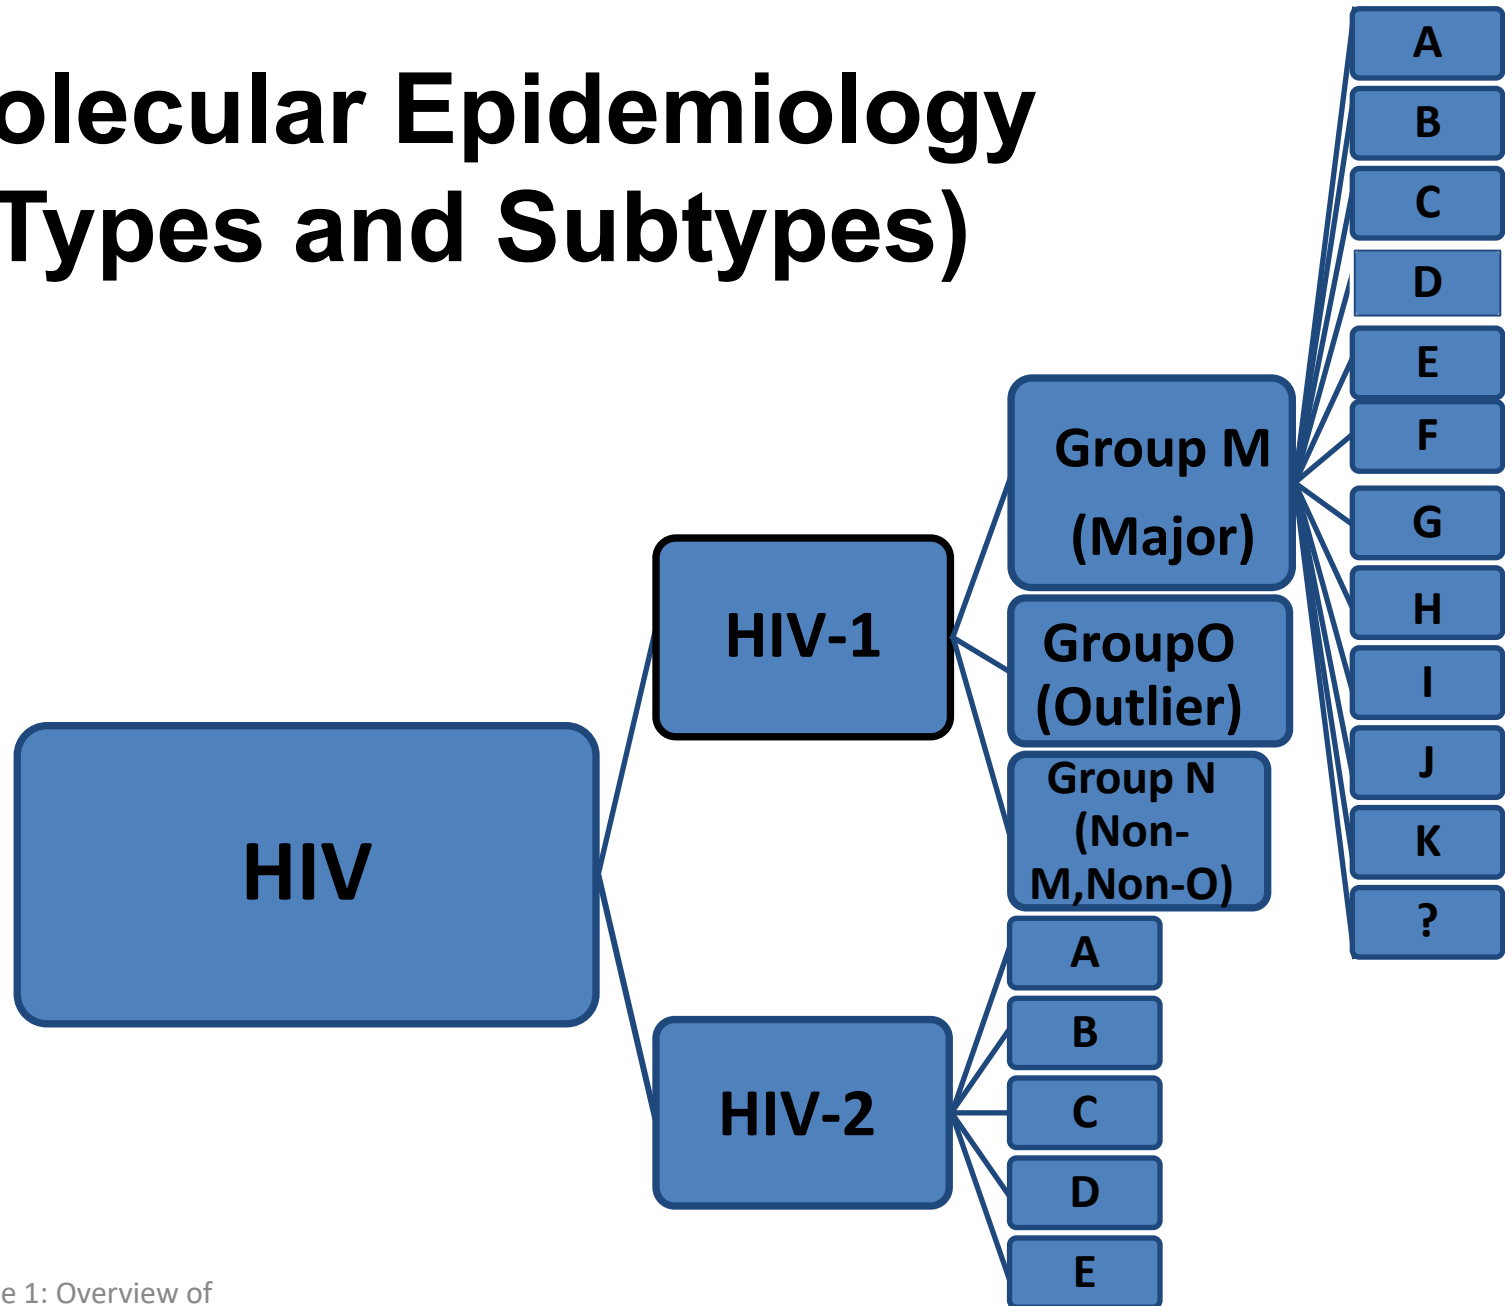 olecular Epidemiology
Types and Subtypes)
HIV
HIV-1
HIV-2
Group M
(Major)
GroupO
(Outlier)
Group N
(Non-
M,Non-O)
A
B
C
D
E
F
G
H
I
J
K
?
A
B
C
D
E
e 1: Overview of